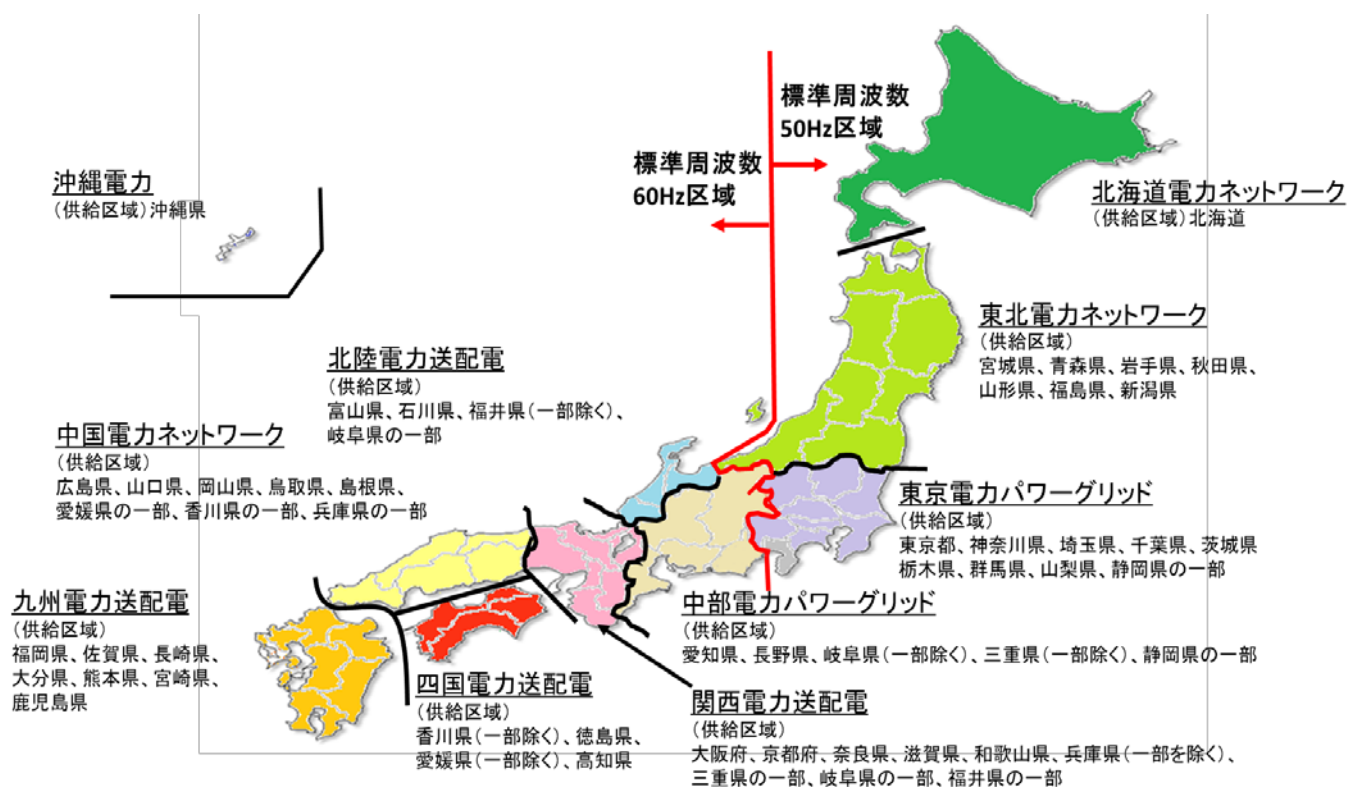 標準周波数
50Hz区域
標準周波数
60Hz区域
沖縄電力
(供給区域)沖縄県
北海道電力ネットワーク
(供給区域)北海道
東北電力ネットワーク
(供給区域)
宮城県、青森県、岩手県、秋田県、
山形県、福島県、新潟県
北陸電力送配電
(供給区域)
富山県、石川県、福井県(一部除く)、
岐阜県の一部
中国電力ネットワーク
(供給区域)
広島県、山口県、岡山県、鳥取県、島根県、
愛媛県の一部、香川県の一部、兵庫県の一部
東京電力パワーグリッド
(供給区域)
東京都、神奈川県、埼玉県、千葉県、茨城県
栃木県、群馬県、山梨県、静岡県の一部
九州電力送配電
(供給区域)
福岡県、佐賀県、長崎県、
大分県、熊本県、宮崎県、
鹿児島県
中部電力パワーグリッド
(供給区域)
愛知県、長野県、岐阜県(一部除く)、三重県(一部除く)、静岡県の一部
四国電力送配電
(供給区域)
香川県(一部除く)、徳島県、
愛媛県(一部除く)、高知県
関西電力送配電
(供給区域)
大阪府、京都府、奈良県、滋賀県、和歌山県、兵庫県(一部を除く)、
三重県の一部、岐阜県の一部、福井県の一部